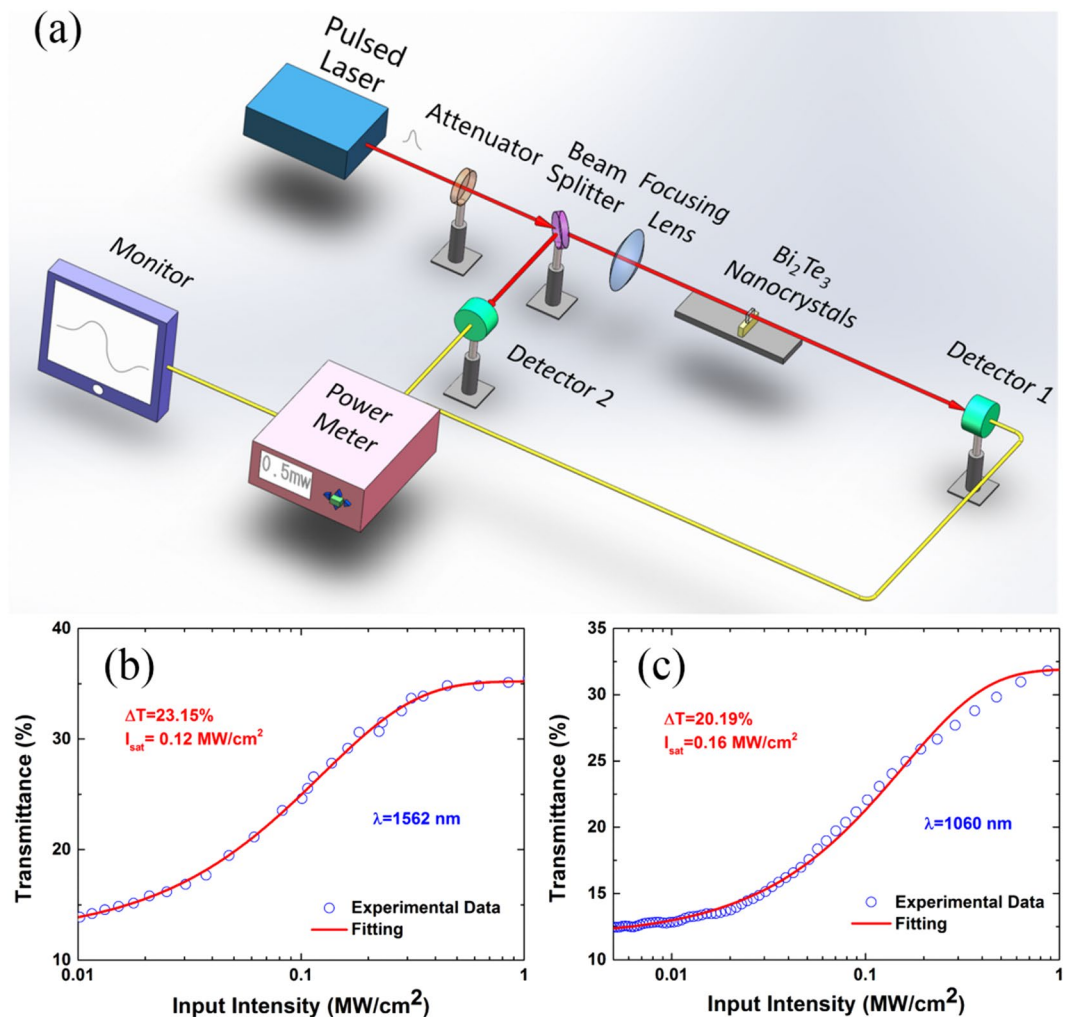 (a)
Pulsed
Laser
Attenuator
Beam
Splitter
Focusing
Lens
Bi₂Te₃
Nanocrystals
Monitor
Detector 2
Detector 1
Power
Meter
0.5mw
(b)
ΔT=23.15%
I_sat= 0.12 MW/cm²
λ=1562 nm
Experimental Data
Fitting
Transmittance (%)
40
30
20
10
0.01
0.1
1
Input Intensity (MW/cm²)
(c)
ΔT=20.19%
I_sat=0.16 MW/cm²
λ=1060 nm
Experimental Data
Fitting
Transmittance (%)
35
30
25
20
15
10
0.01
0.1
1
Input Intensity (MW/cm²)